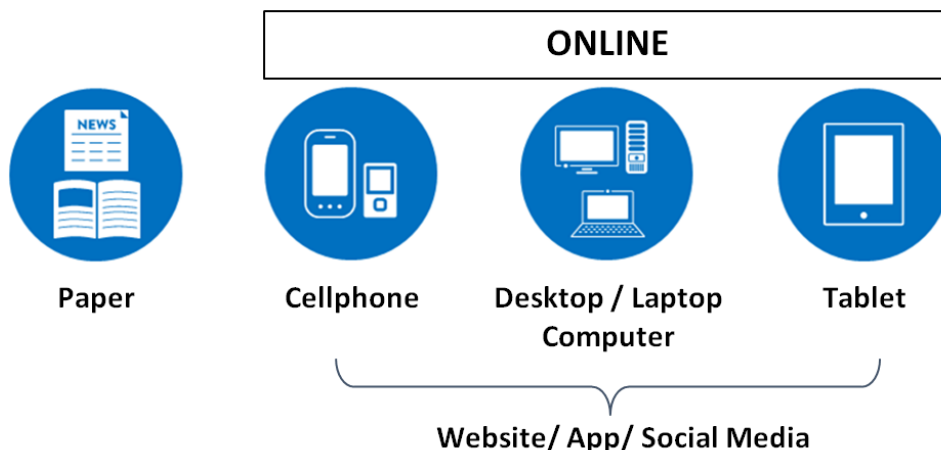 ONLINE
NEWS
Paper
Cellphone
Desktop / Laptop
Computer
Tablet
Website/ App/ Social Media